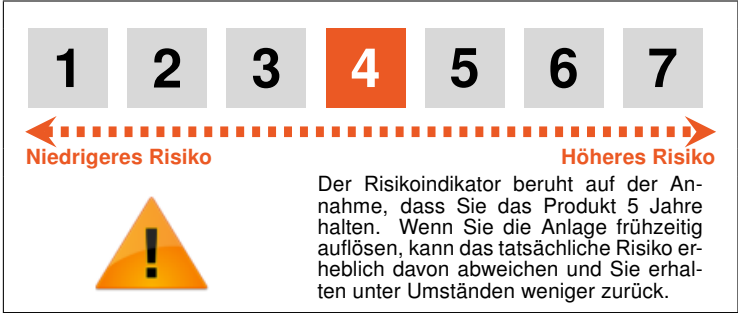 1 2 3 4 5 6 7
Niedrigeres Risiko Höheres Risiko
Der Risikoindikator beruht auf der An-
nahme, dass Sie das Produkt 5 Jahre
halten. Wenn Sie die Anlage frühzeitig
auflösen, kann das tatsächliche Risiko er-
heblich davon abweichen und Sie erhal-
ten unter Umständen weniger zurück.